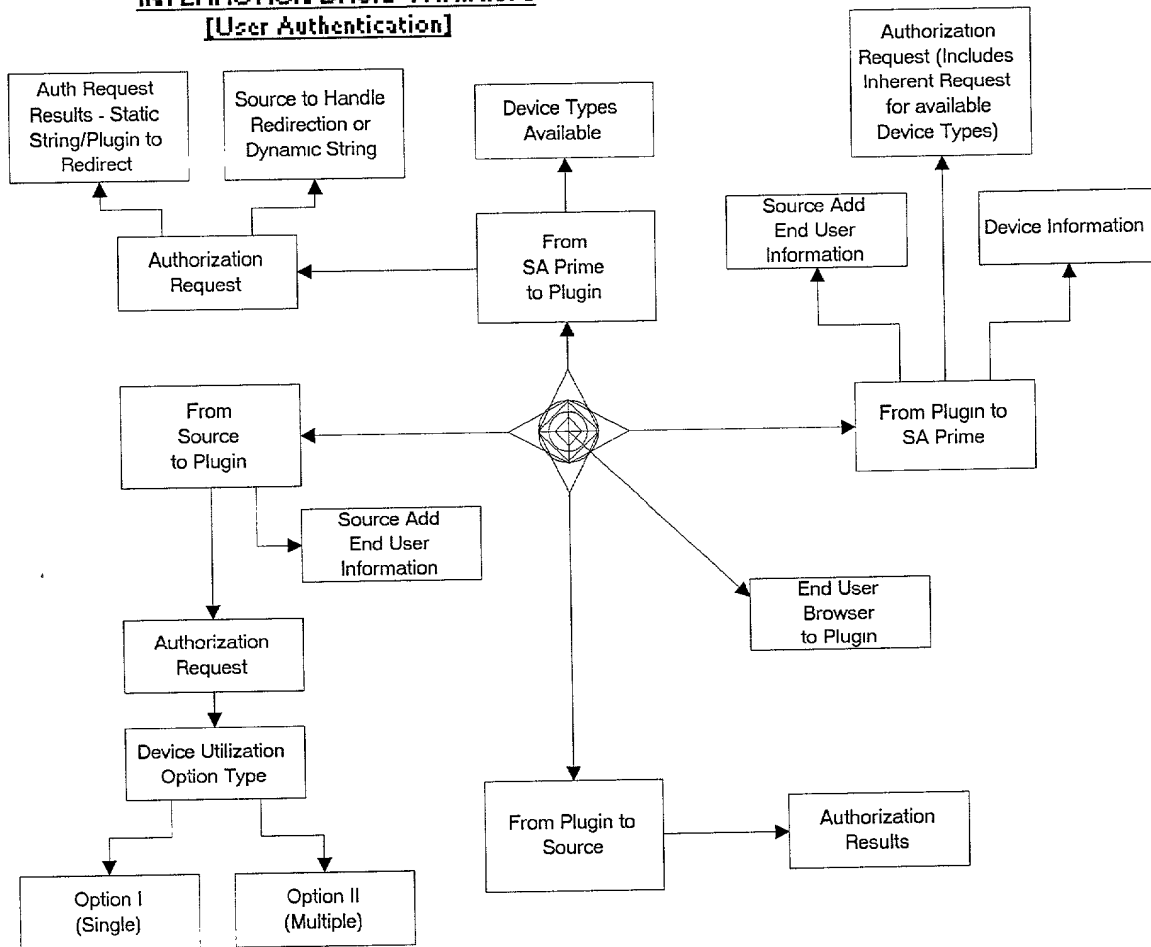 [User Authentication]
Auth Request
Results - Static
String/Plugin to
Redirect
Source to Handle
Redirection or
Dynamic String
Device Types
Available
Authorization
Request (Includes
Inherent Request
for available
Device Types)
Source Add
End User
Information
Device Information
Authorization
Request
From
SA Prime
to Plugin
From
Source
to Plugin
From Plugin to
SA Prime
Source Add
End User
Information
End User
Browser
to Plugin
Authorization
Request
Device Utilization
Option Type
From Plugin to
Source
Authorization
Results
Option I
(Single)
Option II
(Multiple)